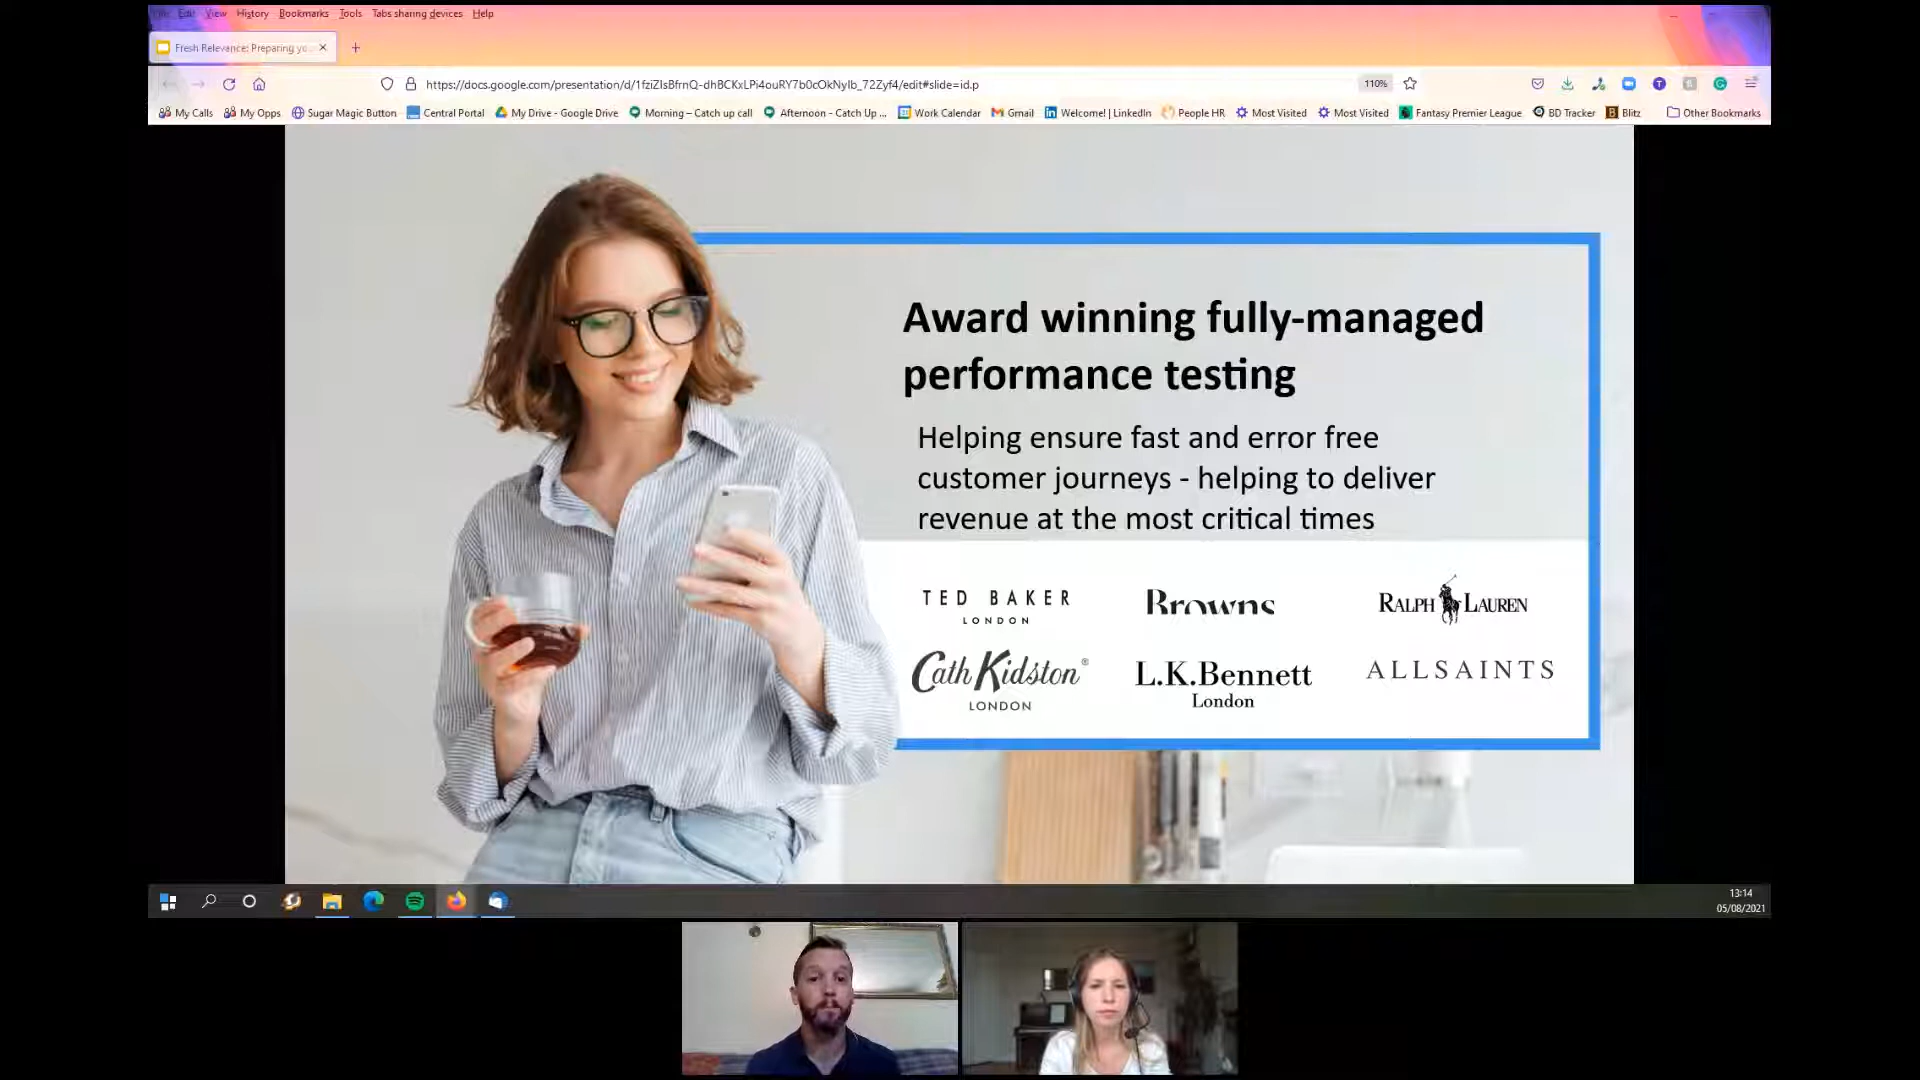 File Edit View History Bookmarks Tools Tabs sharing devices Help
Fresh Relevance: Preparing yo
https://docs.google.com/presentation/d/1fziZIsBfrnQ-dhBCKxLPi4ouRY7b0cOkNyIb_72Zyf4/edit#slide=id.p
110%
My Calls My Opps Sugar Magic Button Central Portal My Drive - Google Drive Morning – Catch up call Afternoon - Catch Up ... Work Calendar Gmail Welcome! | LinkedIn People HR Most Visited Most Visited Fantasy Premier League BD Tracker Blitz Other Bookmarks
Award winning fully-managed
performance testing
Helping ensure fast and error free
customer journeys - helping to deliver
revenue at the most critical times
TED BAKER
LONDON
Browns
RALPH LAUREN
Cath Kidston®
LONDON
L.K.Bennett
London
ALLSAINTS
13:14
05/08/2021